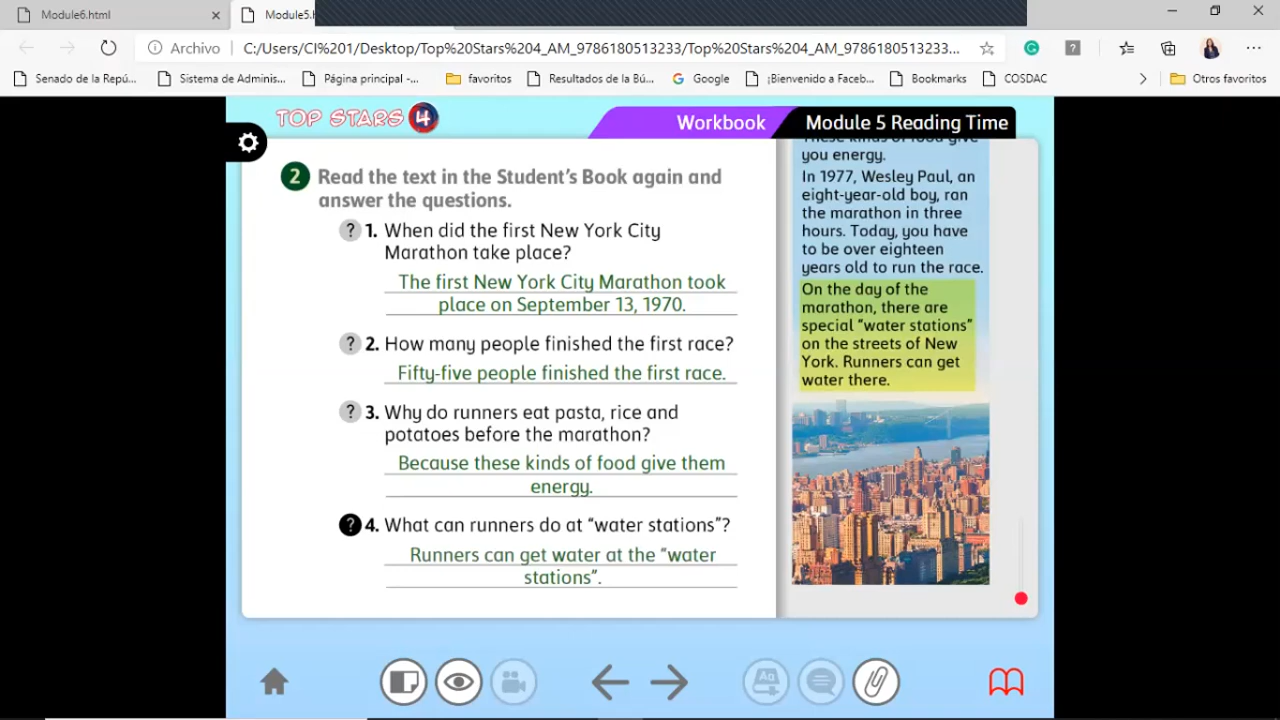 Module6.html
Module5.h
Archivo
C:/Users/CI%201/Desktop/Top%20Stars%204_AM_9786180513233/Top%20Stars%204_AM_978618051​3233...
Senado de la Repú...
Sistema de Adminis...
Página principal -...
favoritos
Resultados de la Bú...
Google
¡Bienvenido a Faceb...
Bookmarks
COSDAC
Otros favoritos
TOP STARS 4
Workbook
Module 5 Reading Time
2 Read the text in the Student's Book again and
answer the questions.
? 1. When did the first New York City
Marathon take place?
The first New York City Marathon took
place on September 13, 1970.
? 2. How many people finished the first race?
Fifty-five people finished the first race.
? 3. Why do runners eat pasta, rice and
potatoes before the marathon?
Because these kinds of food give them
energy.
? 4. What can runners do at “water stations”?
Runners can get water at the “water
stations”.
These kinds of food give
you energy.
In 1977, Wesley Paul, an
eight-year-old boy, ran
the marathon in three
hours. Today, you have
to be over eighteen
years old to run the race.
On the day of the
marathon, there are
special “water stations”
on the streets of New
York. Runners can get
water there.
Aa